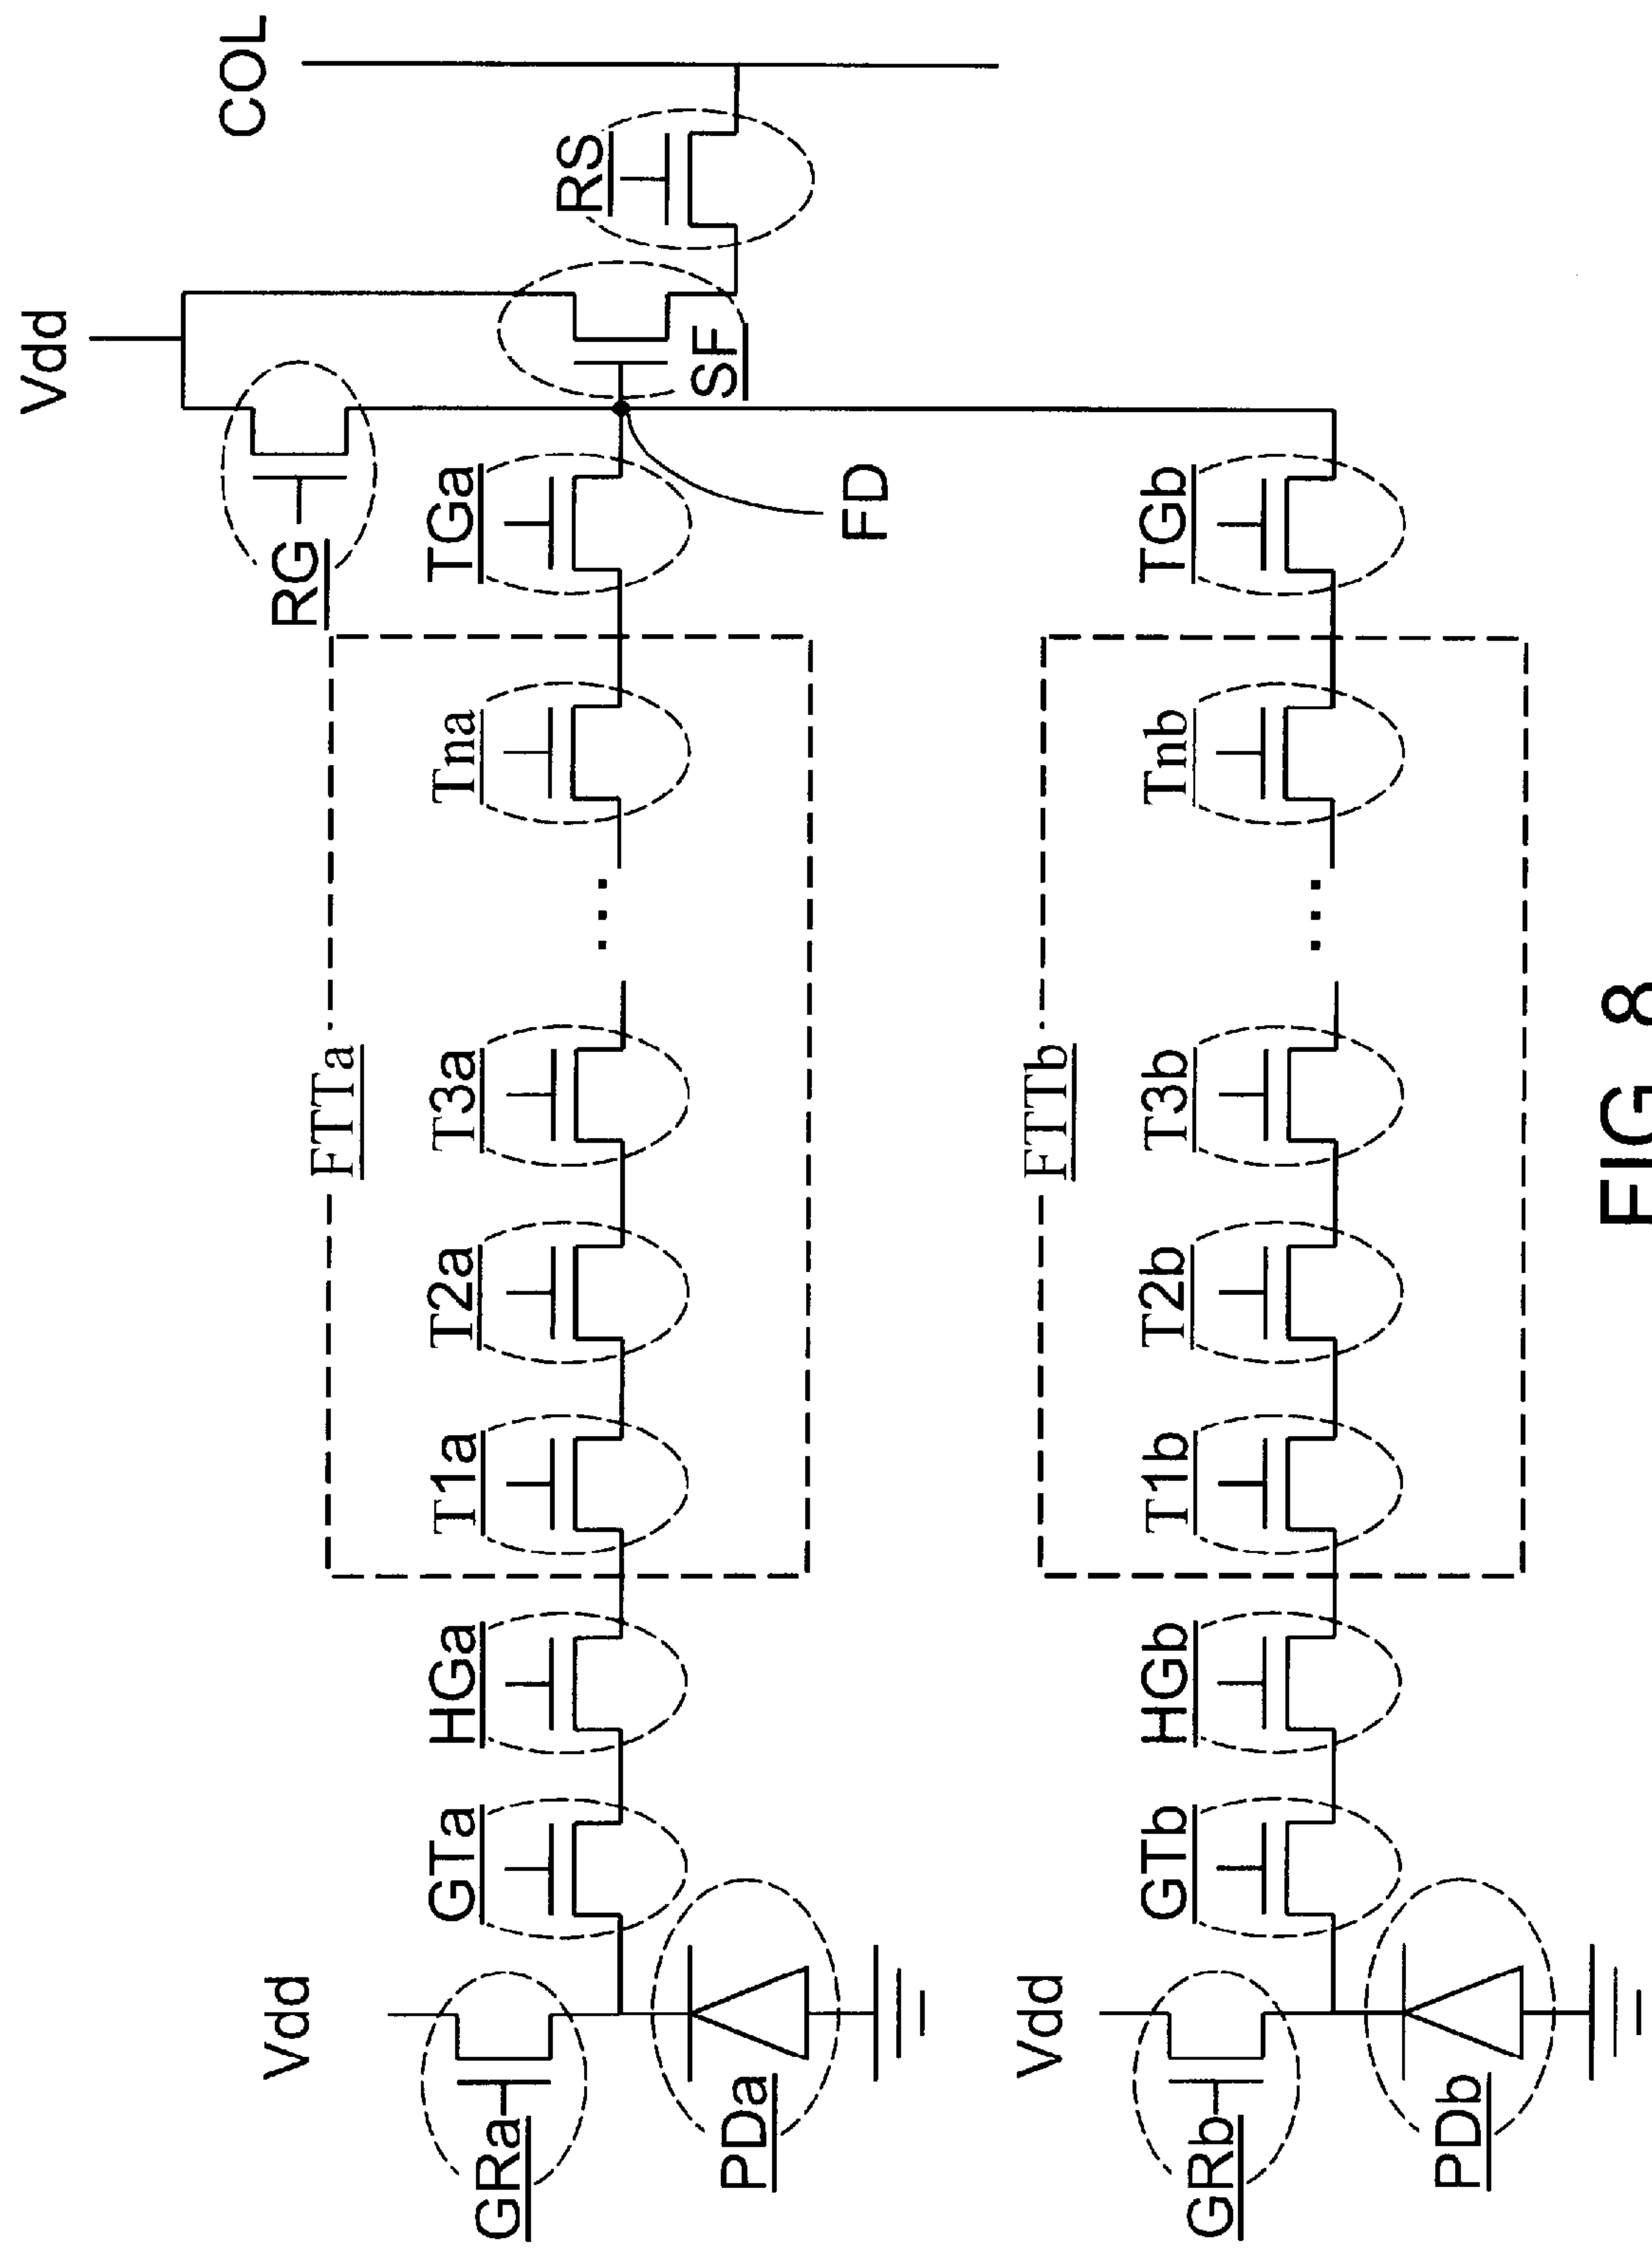 Vdd
COL
Vdd
RG
FTTa
GTa HGa T1a T2a T3a ... Tna TGa
GRa
RS
SF
PDa
FD
Vdd
FTTb
GTb HGb T1b T2b T3b ... Tnb TGb
GRb
PDb
FIG 8